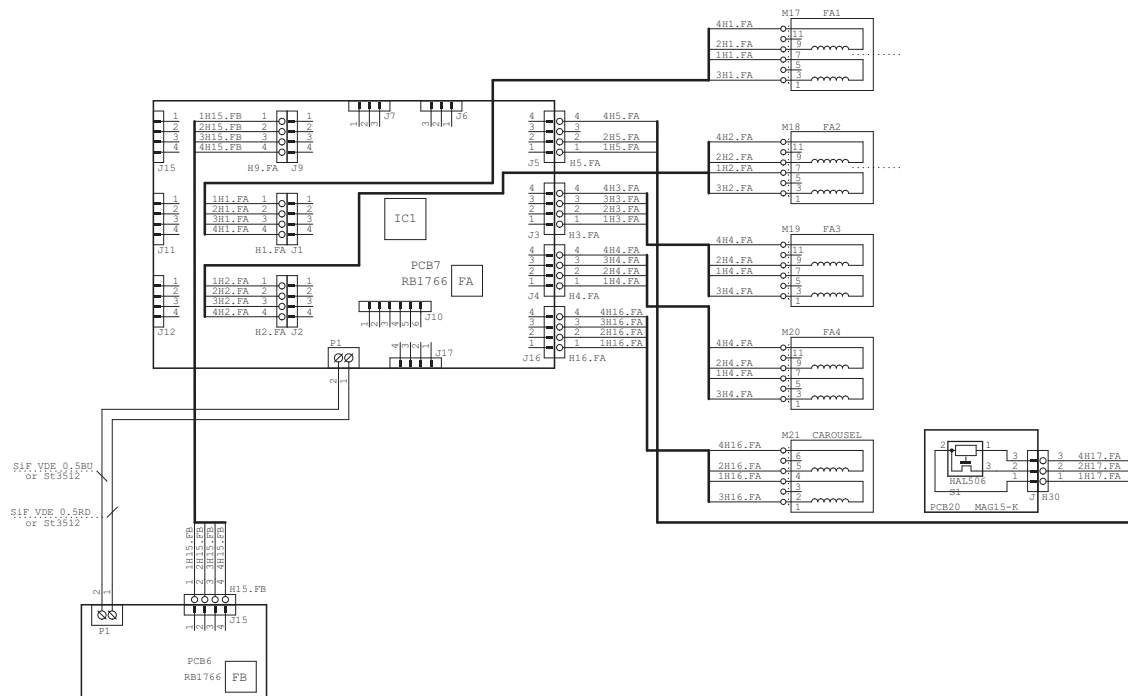 M17 FA1
4H1.FA
11
2H1.FA 9
1H1.FA 7
5
3H1.FA 3
1
M18 FA2
4H2.FA
11
2H2.FA 9
1H2.FA 7
5
3H2.FA 3
1
M19 FA3
4H4.FA
11
2H4.FA 9
1H4.FA 7
5
3H4.FA 3
1
M20 FA4
4H4.FA
11
2H4.FA 9
1H4.FA 7
5
3H4.FA 3
1
M21 CAROUSEL
4H16.FA
6
2H16.FA 5
1H16.FA 4
3
3H16.FA 2
1
J7
1 2 3
J6
3 2 1
1
2
3
4
J15
1H15.FB 1 1
2H15.FB 2 2
3H15.FB 3 3
4H15.FB 4 4
H9.FA J9
4 4 4H5.FA
3 3
2 2 2H5.FA
1 1 1H5.FA
J5 H5.FA
1
2
3
4
J11
1H1.FA 1 1
2H1.FA 2 2
3H1.FA 3 3
4H1.FA 4 4
H1.FA J1
IC1
4 4 4H3.FA
3 3 3H3.FA
2 2 2H3.FA
1 1 1H3.FA
J3 H3.FA
PCB7
RB1766 FA
4 4 4H4.FA
3 3 3H4.FA
2 2 2H4.FA
1 1 1H4.FA
J4 H4.FA
1
2
3
4
J12
1H2.FA 1 1
2H2.FA 2 2
3H2.FA 3 3
4H2.FA 4 4
H2.FA J2
J10
1 2 3 4 5 6
4 4 4H16.FA
3 3 3H16.FA
2 2 2H16.FA
1 1 1H16.FA
J16 H16.FA
P1
2 1
4 3 2 1
J17
SiF VDE 0.5BU
or St3512
SiF VDE 0.5RD
or St3512
2 1
1H15.FB
2H15.FB
3H15.FB
4H15.FB
1 2 3 4
H15.FB
P1
J15
1 2 3 4
PCB6
RB1766 FB
2 1
3
HAL506
S1
3 3 4H17.FA
2 2 2H17.FA
1 1 1H17.FA
J H30
PCB20 MAG15-K